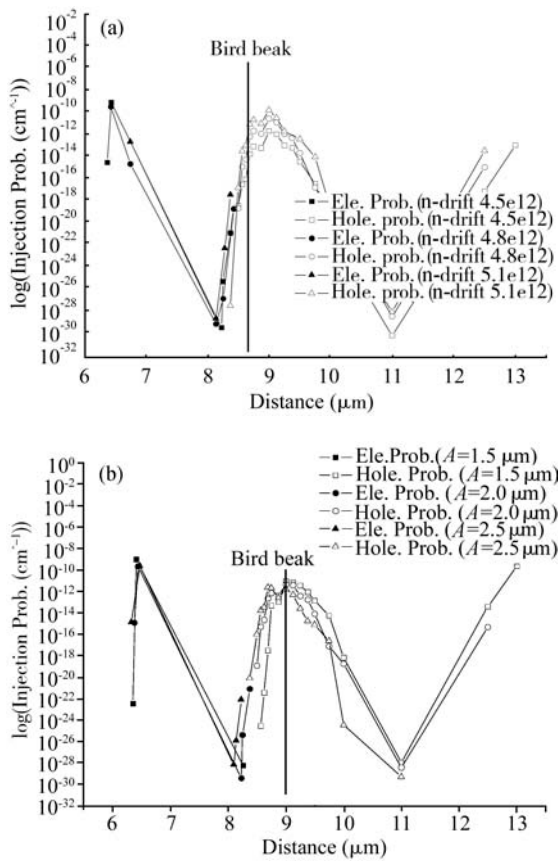 (a)
Bird beak
log(Injection Prob. (cm^-1))
10^-2
10^-4
10^-6
10^-8
10^-10
10^-12
10^-14
10^-16
10^-18
10^-20
10^-22
10^-24
10^-26
10^-28
10^-30
10^-32
Ele. Prob. (n-drift 4.5e12)
Hole. prob. (n-drift 4.5e12)
Ele. Prob. (n-drift 4.8e12)
Hole. prob. (n-drift 4.8e12)
Ele. Prob. (n-drift 5.1e12)
Hole. prob. (n-drift 5.1e12)
6 7 8 9 10 11 12 13
Distance (μm)
(b)
Ele.Prob.(A=1.5 μm)
Hole. Prob. (A=1.5 μm)
Ele. Prob. (A=2.0 μm)
Hole. Prob. (A=2.0 μm)
Ele. Prob. (A=2.5 μm)
Hole. Prob. (A=2.5 μm)
Bird beak
log(Injection Prob. (cm^-1))
10^0
10^-2
10^-4
10^-6
10^-8
10^-10
10^-12
10^-14
10^-16
10^-18
10^-20
10^-22
10^-24
10^-26
10^-28
10^-30
10^-32
6 7 8 9 10 11 12 13
Distance (μm)